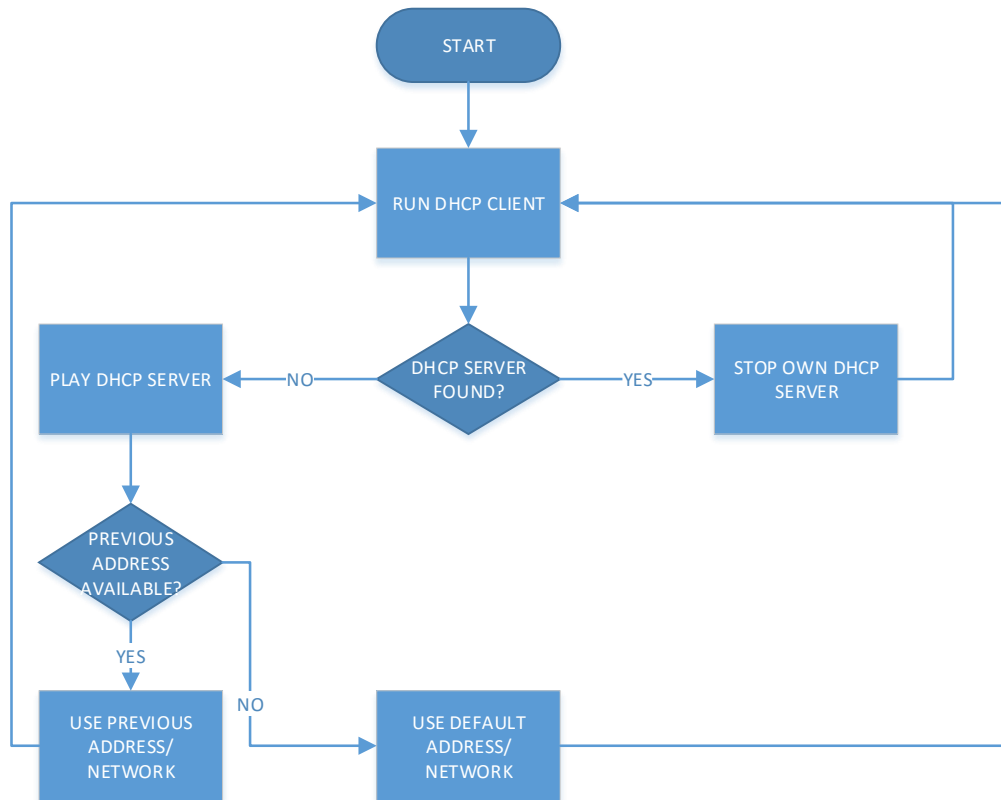 START
RUN DHCP CLIENT
PLAY DHCP SERVER
NO
DHCP SERVER
FOUND?
YES
STOP OWN DHCP
SERVER
PREVIOUS
ADDRESS
AVAILABLE?
YES
NO
USE PREVIOUS
ADDRESS/
NETWORK
USE DEFAULT
ADDRESS/
NETWORK